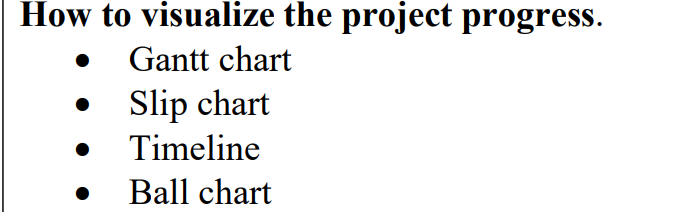 How to visualize the project progress.
• Gantt chart
• Slip chart
• Timeline
• Ball chart